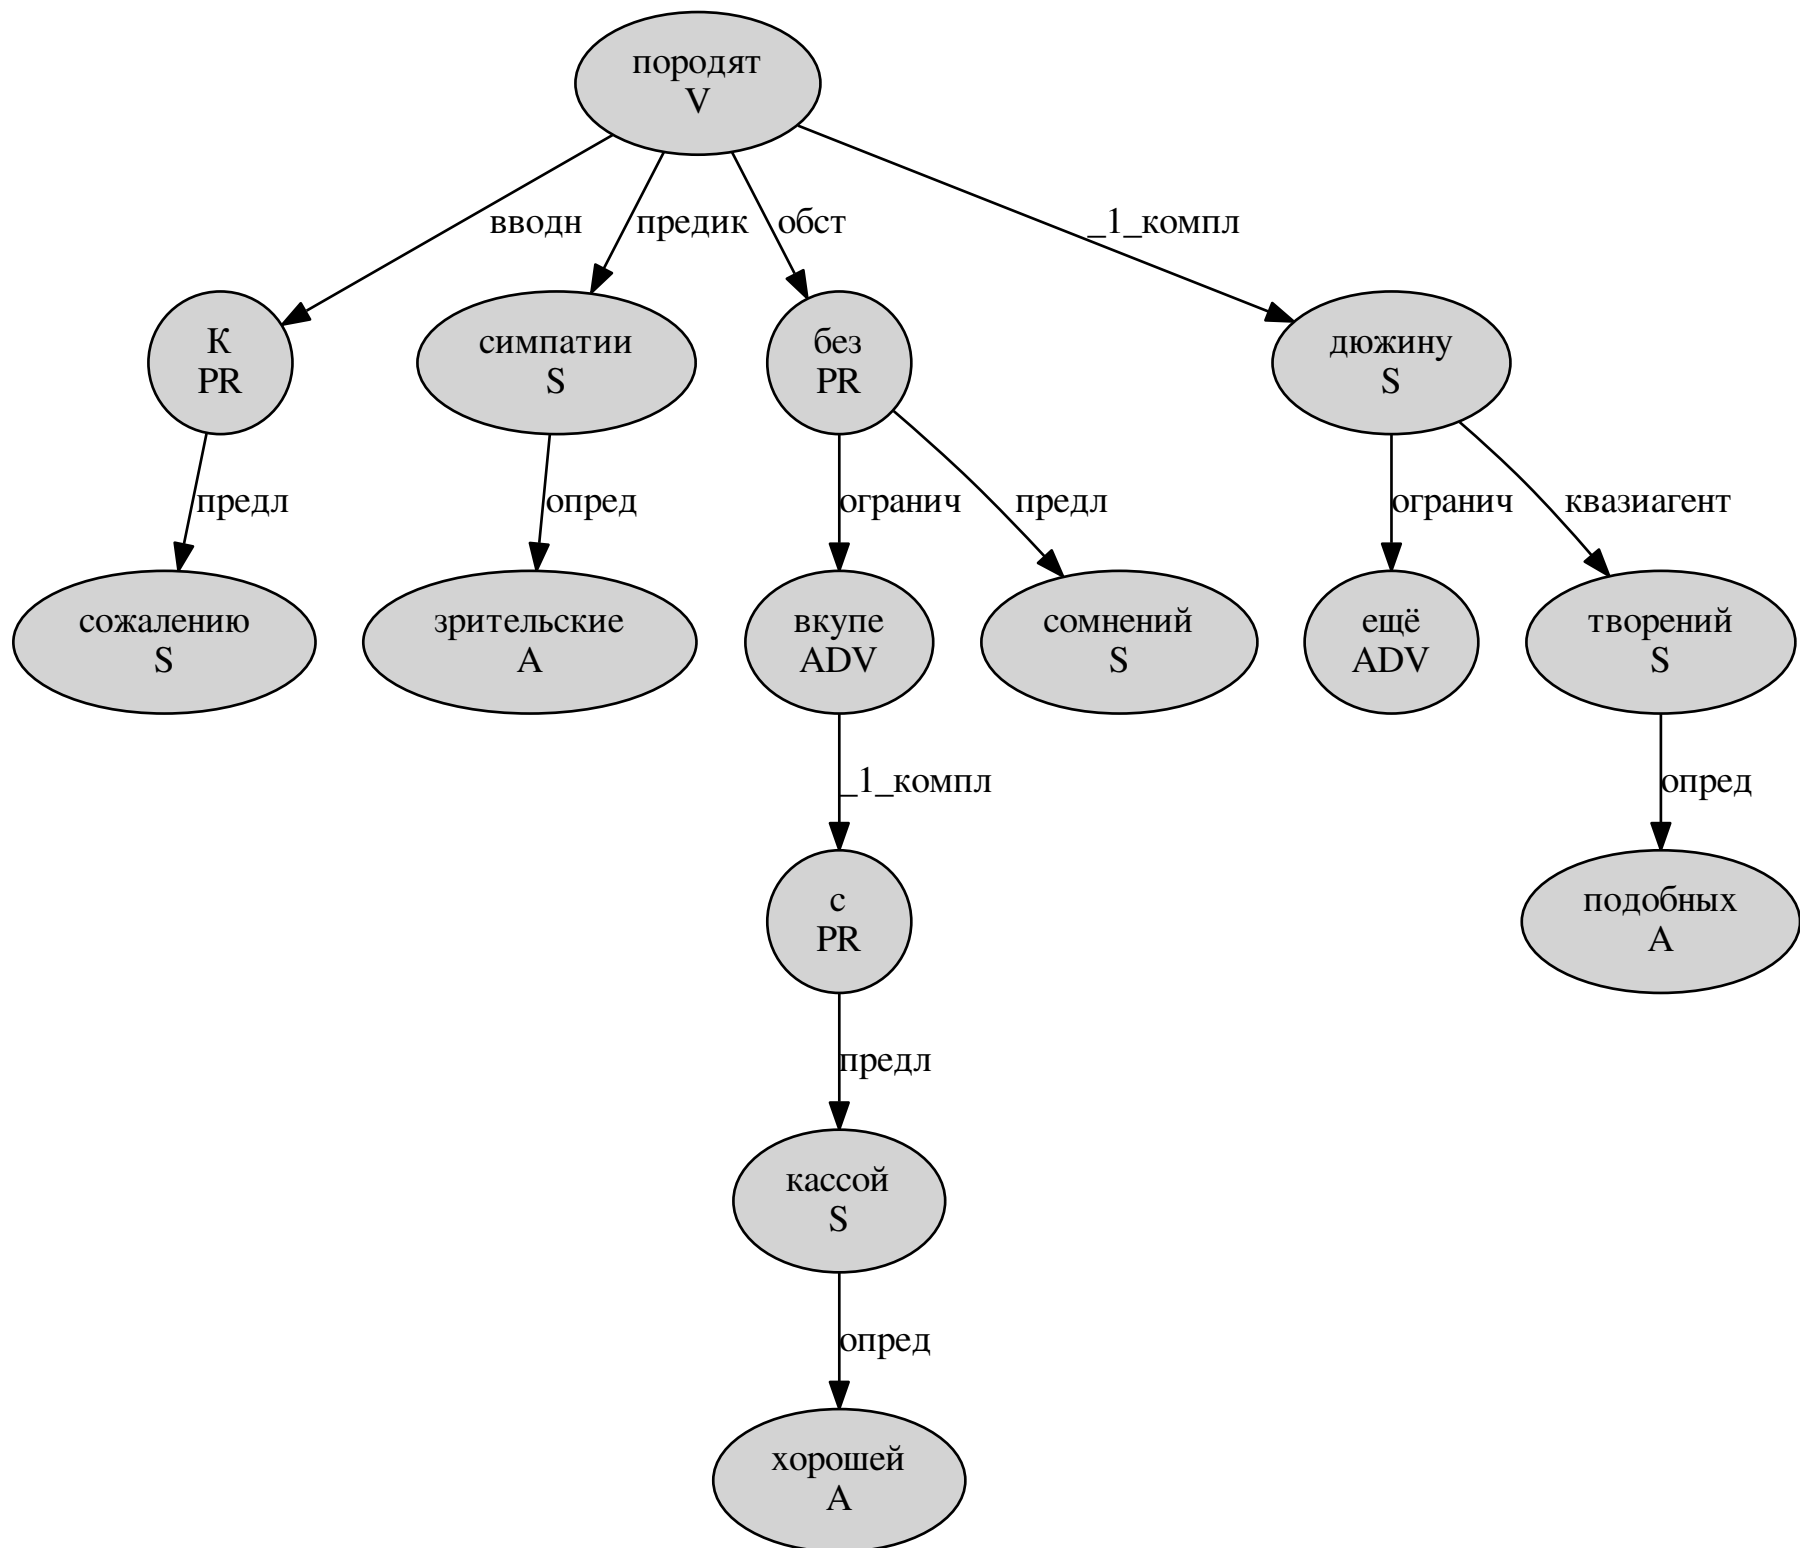 породят
V
вводн
предик
обст
_1_компл
К
PR
симпатии
S
без
PR
дюжину
S
предл
опред
огранич
предл
огранич
квазиагент
сожалению
S
зрительские
A
вкупе
ADV
сомнений
S
ещё
ADV
творений
S
_1_компл
опред
с
PR
подобных
A
предл
кассой
S
опред
хорошей
A